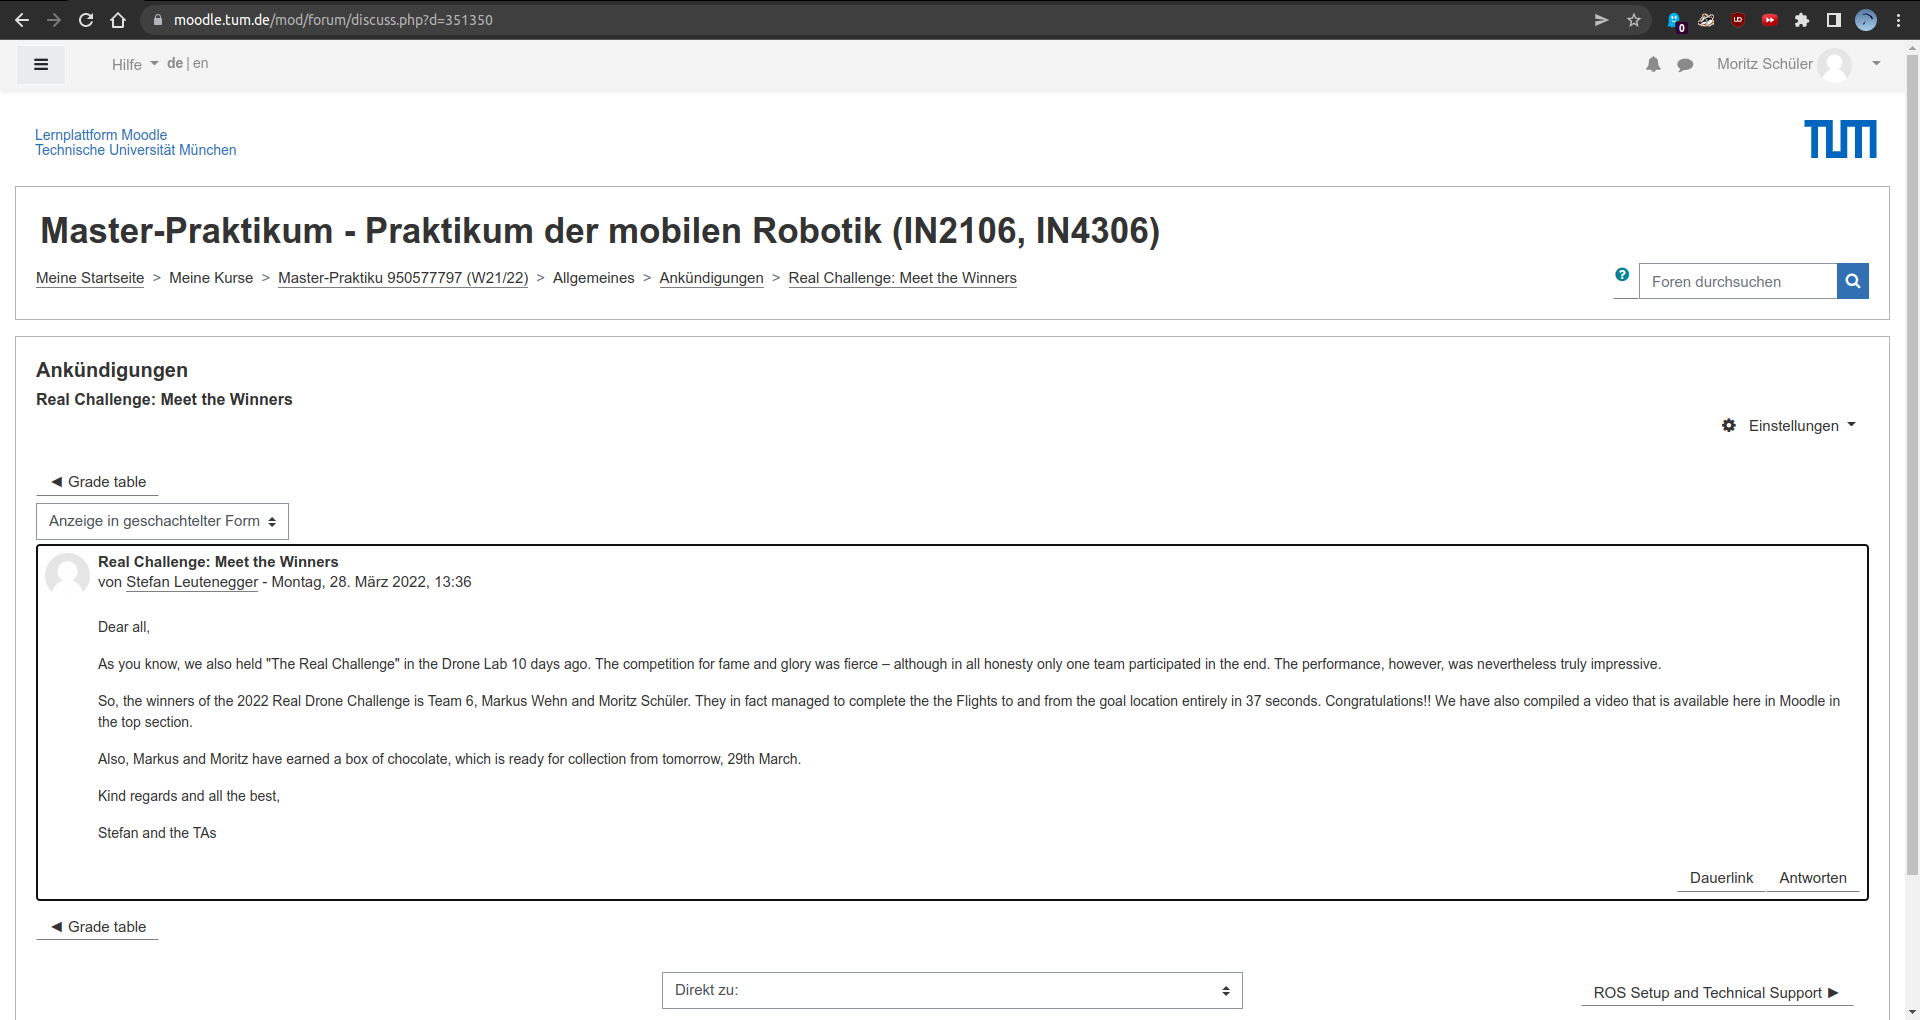 moodle.tum.de/mod/forum/discuss.php?d=351350
0
Hilfe de | en
Moritz Schüler
Lernplattform Moodle
Technische Universität München
TUM
Master-Praktikum - Praktikum der mobilen Robotik (IN2106, IN4306)
Meine Startseite > Meine Kurse > Master-Praktiku 950577797 (W21/22) > Allgemeines > Ankündigungen > Real Challenge: Meet the Winners
? Foren durchsuchen
Ankündigungen
Real Challenge: Meet the Winners
Einstellungen
◄ Grade table
Anzeige in geschachtelter Form
Real Challenge: Meet the Winners
von Stefan Leutenegger - Montag, 28. März 2022, 13:36
Dear all,
As you know, we also held "The Real Challenge" in the Drone Lab 10 days ago. The competition for fame and glory was fierce – although in all honesty only one team participated in the end. The performance, however, was nevertheless truly impressive.
So, the winners of the 2022 Real Drone Challenge is Team 6, Markus Wehn and Moritz Schüler. They in fact managed to complete the the Flights to and from the goal location entirely in 37 seconds. Congratulations!! We have also compiled a video that is available here in Moodle in
the top section.
Also, Markus and Moritz have earned a box of chocolate, which is ready for collection from tomorrow, 29th March.
Kind regards and all the best,
Stefan and the TAs
Dauerlink Antworten
◄ Grade table
Direkt zu:
ROS Setup and Technical Support ►